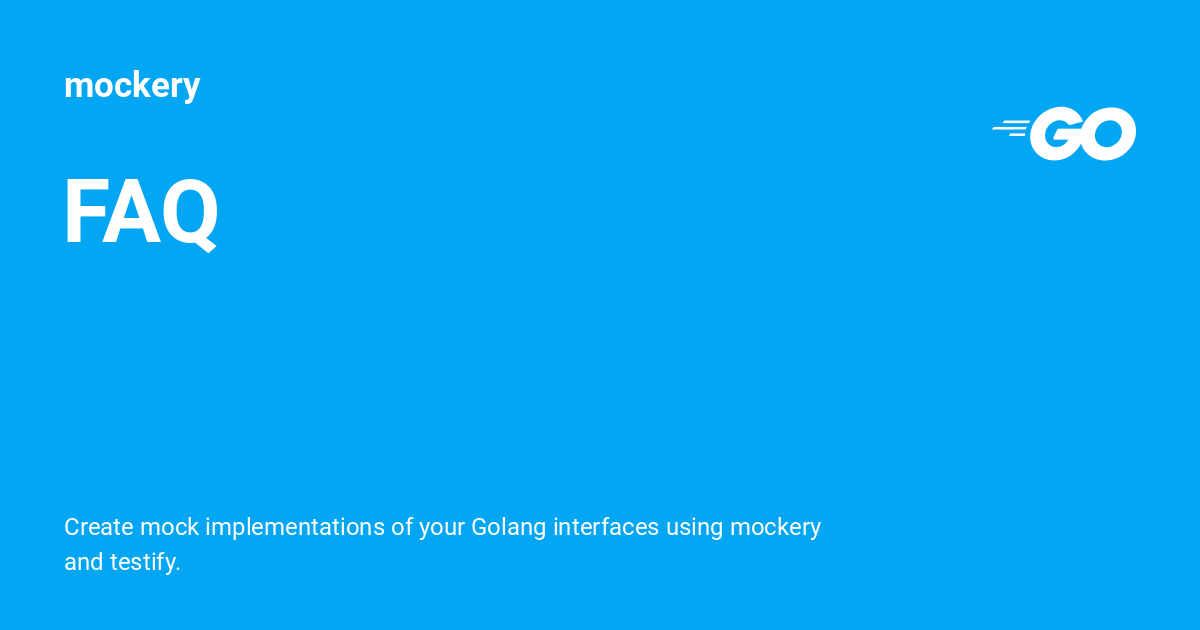 mockery
GO
FAQ
Create mock implementations of your Golang interfaces using mockery
and testify.